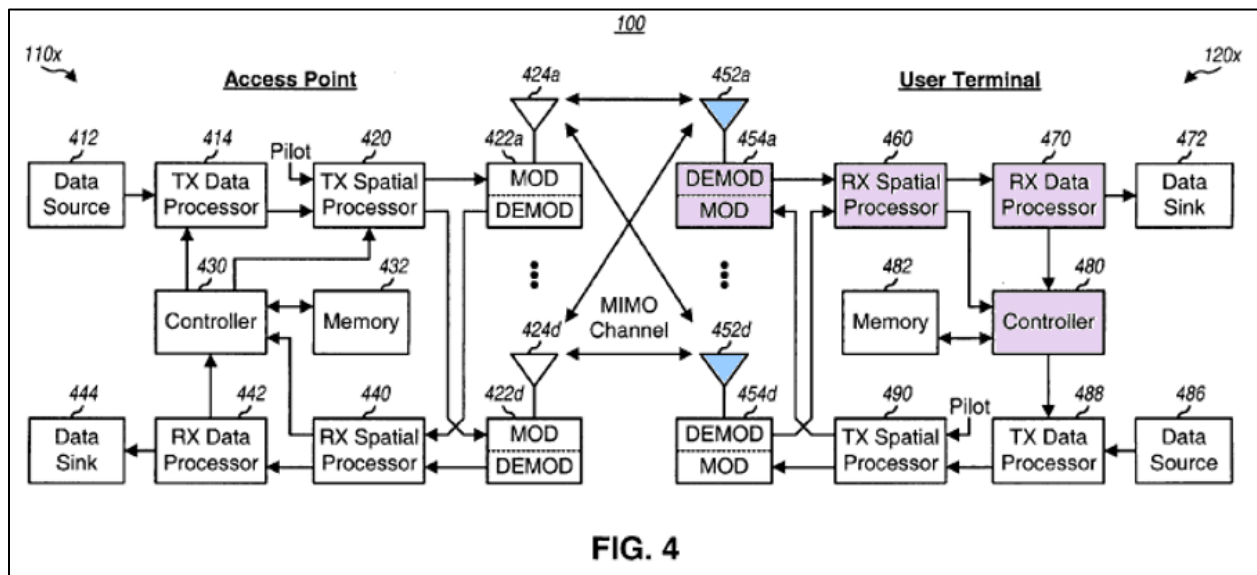 100
110x
Access Point
424a
452a
User Terminal
120x
412
414
Pilot
420
422a
454a
460
470
472
Data
Source
TX Data
Processor
TX Spatial
Processor
MOD
DEMOD
DEMOD
MOD
RX Spatial
Processor
RX Data
Processor
Data
Sink
430
432
482
480
Controller
Memory
MIMO
Channel
Memory
Controller
424d
452d
444
442
440
422d
454d
490
Pilot
488
486
Data
Sink
RX Data
Processor
RX Spatial
Processor
MOD
DEMOD
DEMOD
MOD
TX Spatial
Processor
TX Data
Processor
Data
Source
FIG. 4